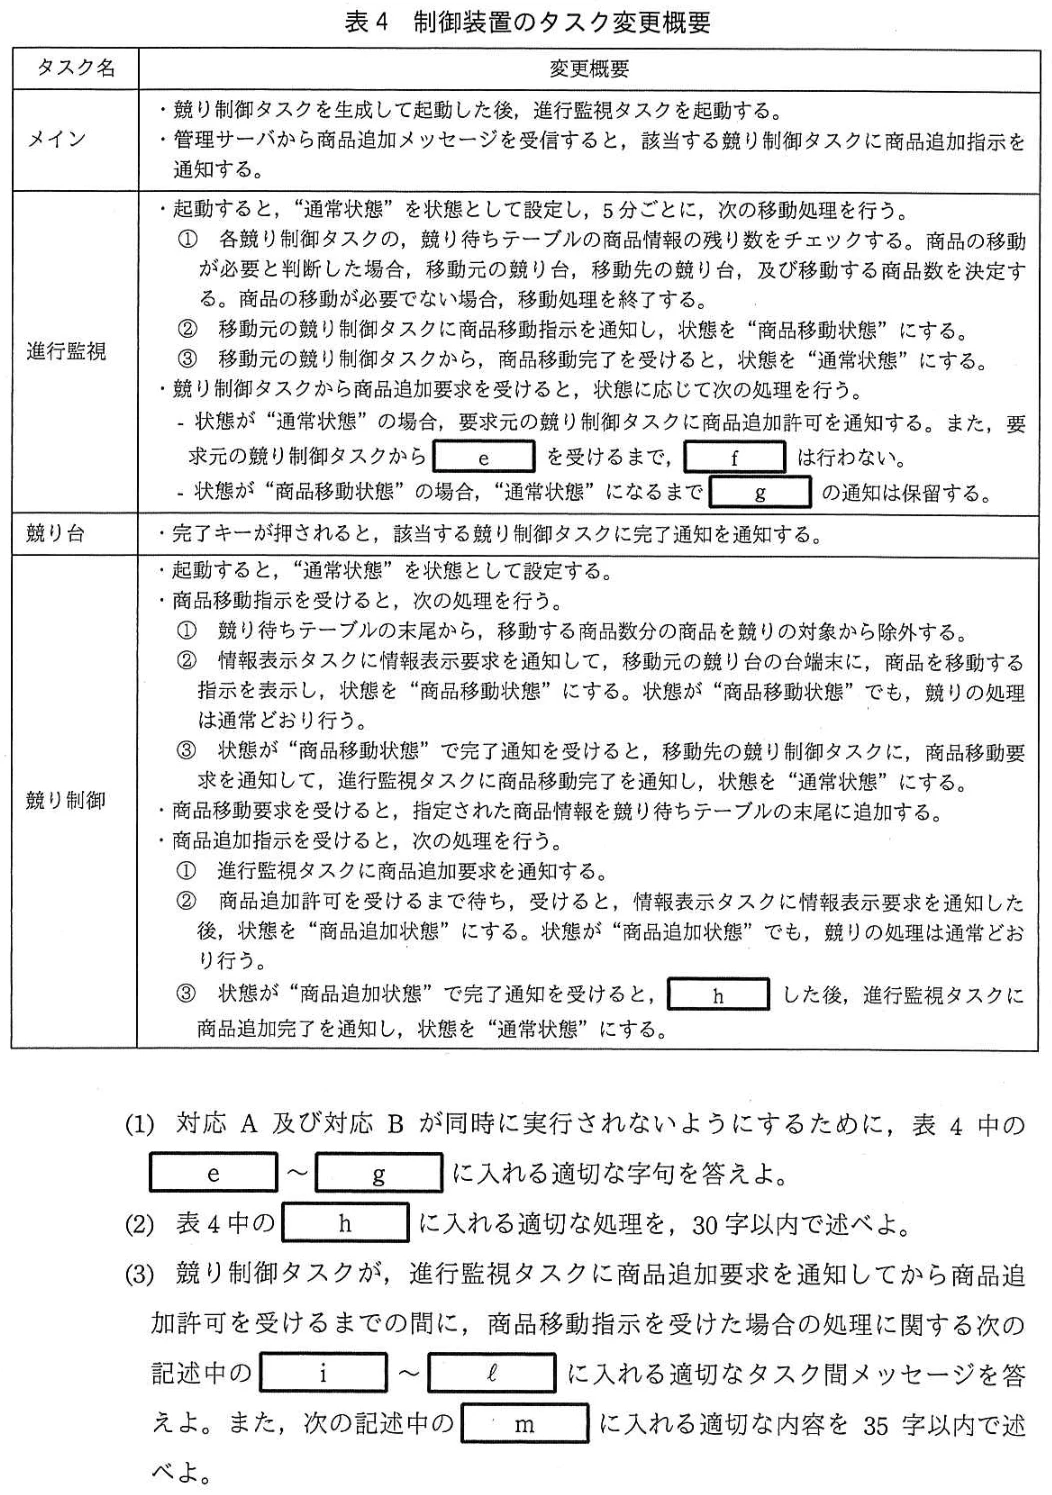 表4 制御装置のタスク変更概要
タスク名
変更概要
メイン
・競り制御タスクを生成して起動した後，進行監視タスクを起動する。
・管理サーバから商品追加メッセージを受信すると，該当する競り制御タスクに商品追加指示を
通知する。
進行監視
・起動すると，“通常状態”を状態として設定し，5分ごとに，次の移動処理を行う。
① 各競り制御タスクの，競り待ちテーブルの商品情報の残り数をチェックする。商品の移動
が必要と判断した場合，移動元の競り台，移動先の競り台，及び移動する商品数を決定す
る。商品の移動が必要でない場合，移動処理を終了する。
② 移動元の競り制御タスクに商品移動指示を通知し，状態を“商品移動状態”にする。
③ 移動元の競り制御タスクから，商品移動完了を受けると，状態を“通常状態”にする。
・競り制御タスクから商品追加要求を受けると，状態に応じて次の処理を行う。
- 状態が“通常状態”の場合，要求元の競り制御タスクに商品追加許可を通知する。また，要
求元の競り制御タスクから e を受けるまで， f は行わない。
- 状態が“商品移動状態”の場合，“通常状態”になるまで g の通知は保留する。
競り台
・完了キーが押されると，該当する競り制御タスクに完了通知を通知する。
競り制御
・起動すると，“通常状態”を状態として設定する。
・商品移動指示を受けると，次の処理を行う。
① 競り待ちテーブルの末尾から，移動する商品数分の商品を競りの対象から除外する。
② 情報表示タスクに情報表示要求を通知して，移動元の競り台の台端末に，商品を移動する
指示を表示し，状態を“商品移動状態”にする。状態が“商品移動状態”でも，競りの処理
は通常どおり行う。
③ 状態が“商品移動状態”で完了通知を受けると，移動先の競り制御タスクに，商品移動要
求を通知して，進行監視タスクに商品移動完了を通知し，状態を“通常状態”にする。
・商品移動要求を受けると，指定された商品情報を競り待ちテーブルの末尾に追加する。
・商品追加指示を受けると，次の処理を行う。
① 進行監視タスクに商品追加要求を通知する。
② 商品追加許可を受けるまで待ち，受けると，情報表示タスクに情報表示要求を通知した
後，状態を“商品追加状態”にする。状態が“商品追加状態”でも，競りの処理は通常どお
り行う。
③ 状態が“商品追加状態”で完了通知を受けると， h した後，進行監視タスクに
商品追加完了を通知し，状態を“通常状態”にする。
(1) 対応 A 及び対応 B が同時に実行されないようにするために，表 4 中の
e ～ g に入れる適切な字句を答えよ。
(2) 表4中の h に入れる適切な処理を，30字以内で述べよ。
(3) 競り制御タスクが，進行監視タスクに商品追加要求を通知してから商品追
加許可を受けるまでの間に，商品移動指示を受けた場合の処理に関する次の
記述中の i ～ ℓ に入れる適切なタスク間メッセージを答
えよ。また，次の記述中の m に入れる適切な内容を 35 字以内で述
べよ。